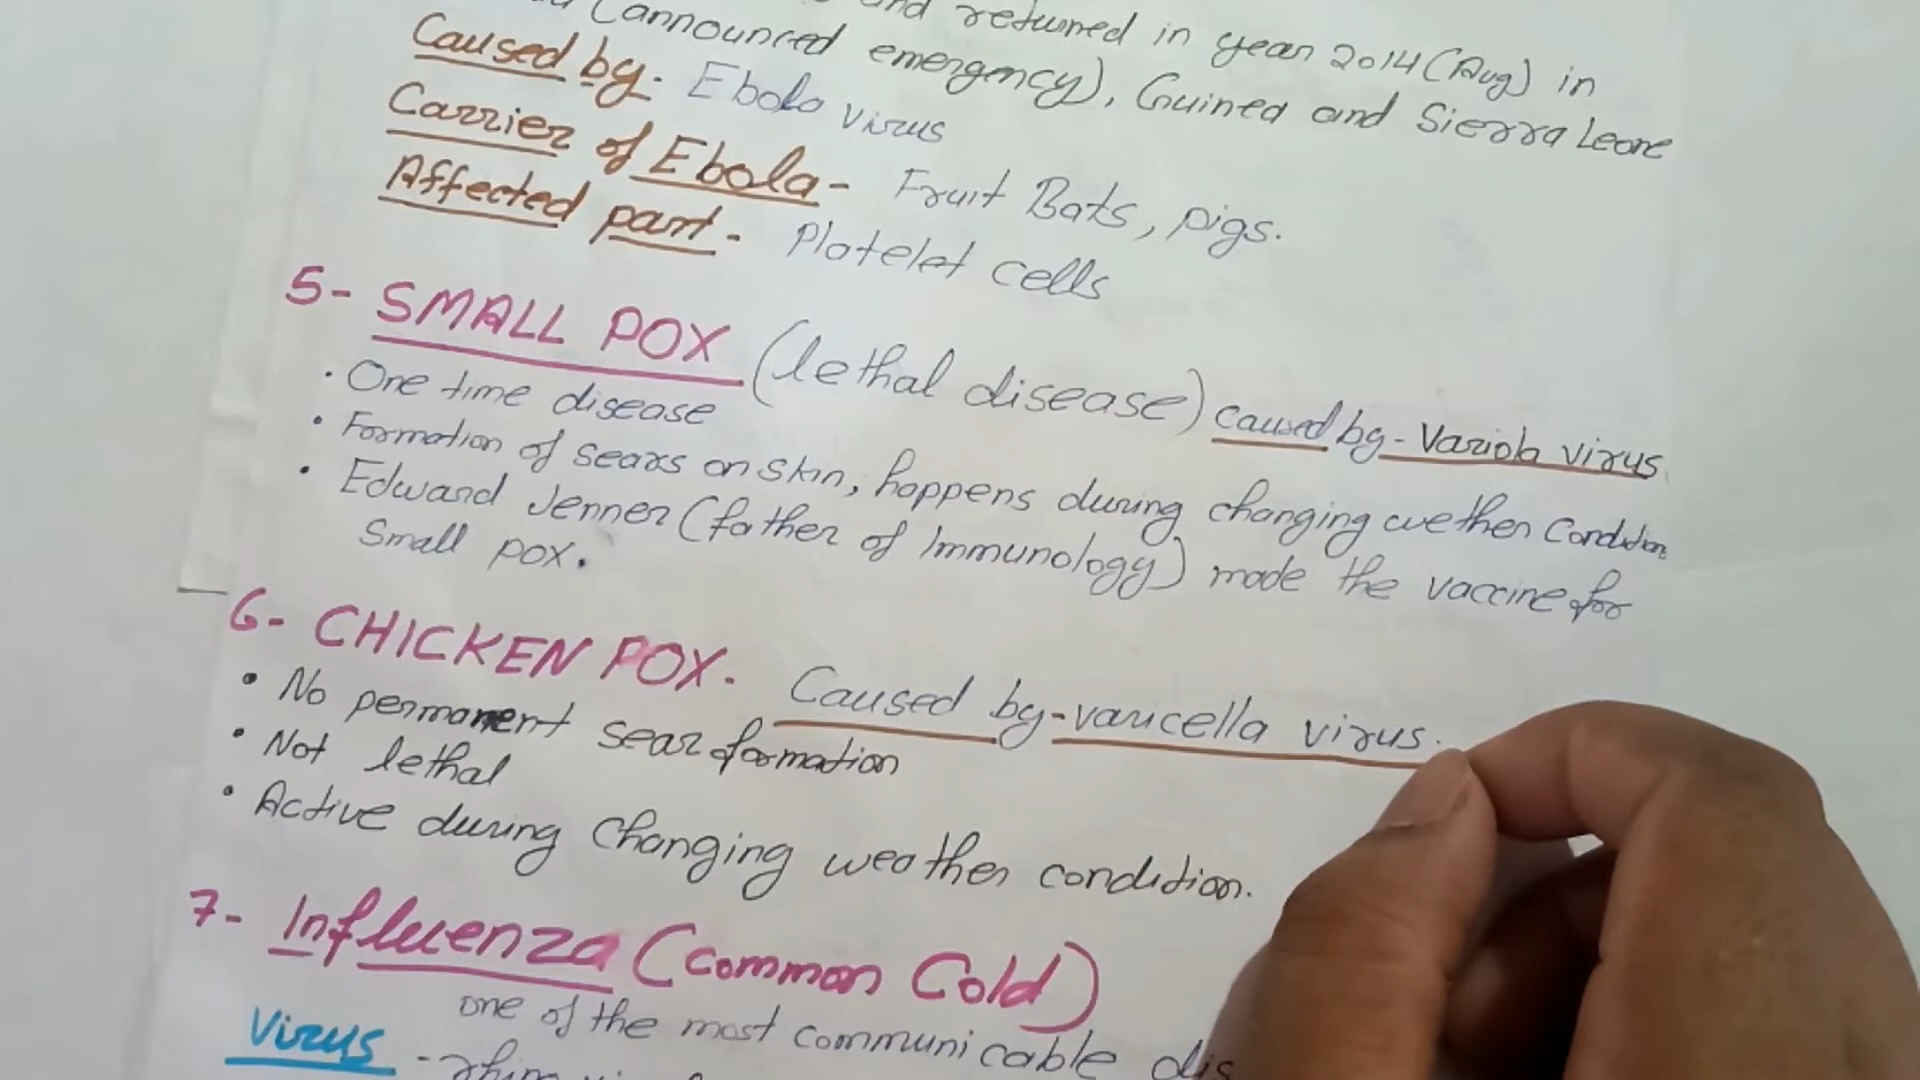 and returned in year 2014 (Aug) in
(announced emergency), Guinea and Sierra Leone
Caused by- Ebola virus
Carrier of Ebola- Fruit Bats, pigs.
Affected part- Platelet cells
5- SMALL POX (lethal disease) caused by- Variola virus
• One time disease
• Formation of scars on skin, happens during changing wether condition
• Edward Jenner (father of Immunology) made the vaccine for
Small pox.
6- CHICKEN POX. Caused by- varicella virus.
• No permanent scar formation
• Not lethal
• Active during changing weather condition.
7- Influenza (Common Cold)
one of the most communicable dis
Virus -